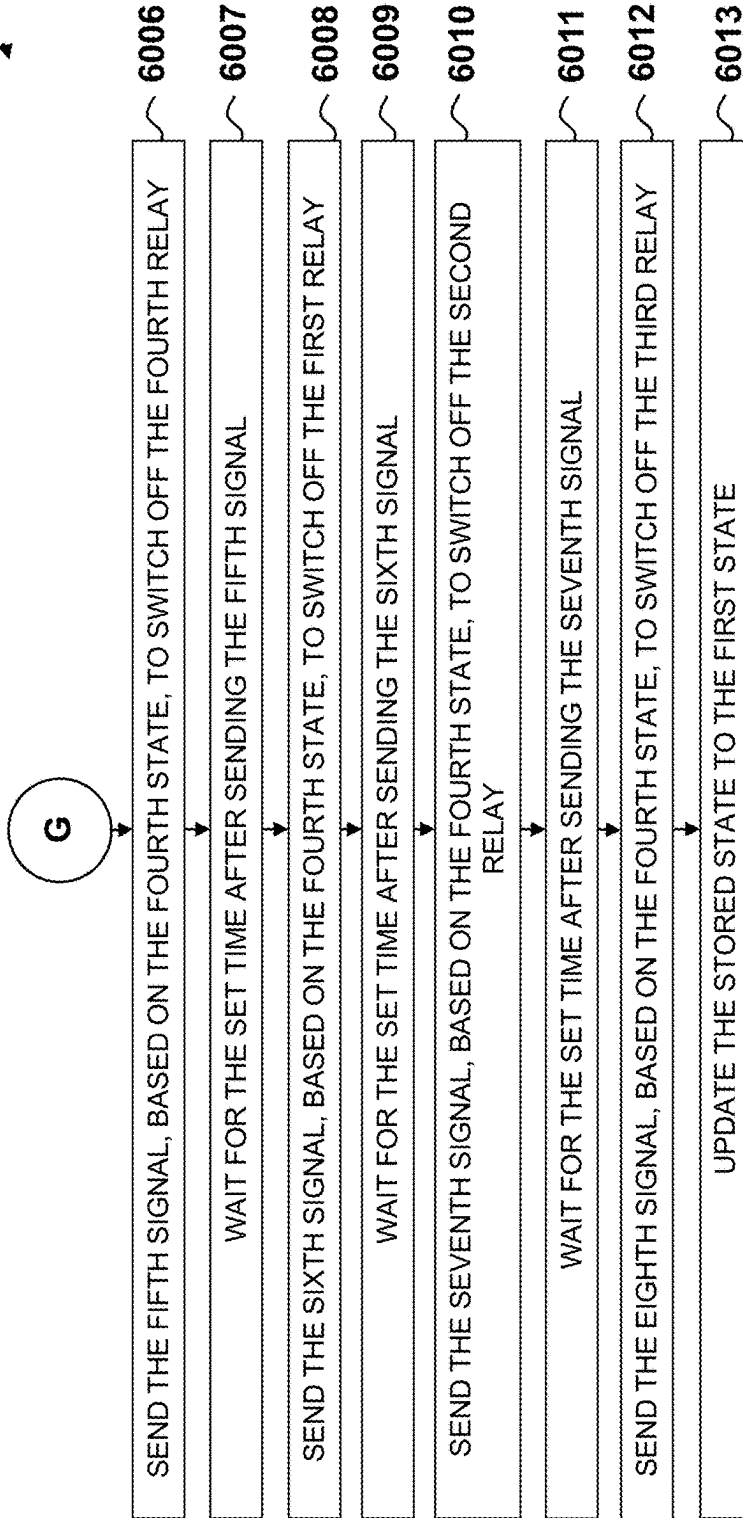 G
SEND THE FIFTH SIGNAL, BASED ON THE FOURTH STATE, TO SWITCH OFF THE FOURTH RELAY
6006
WAIT FOR THE SET TIME AFTER SENDING THE FIFTH SIGNAL
6007
SEND THE SIXTH SIGNAL, BASED ON THE FOURTH STATE, TO SWITCH OFF THE FIRST RELAY
6008
WAIT FOR THE SET TIME AFTER SENDING THE SIXTH SIGNAL
6009
SEND THE SEVENTH SIGNAL, BASED ON THE FOURTH STATE, TO SWITCH OFF THE SECOND
RELAY
6010
WAIT FOR THE SET TIME AFTER SENDING THE SEVENTH SIGNAL
6011
SEND THE EIGHTH SIGNAL, BASED ON THE FOURTH STATE, TO SWITCH OFF THE THIRD RELAY
6012
UPDATE THE STORED STATE TO THE FIRST STATE
6013